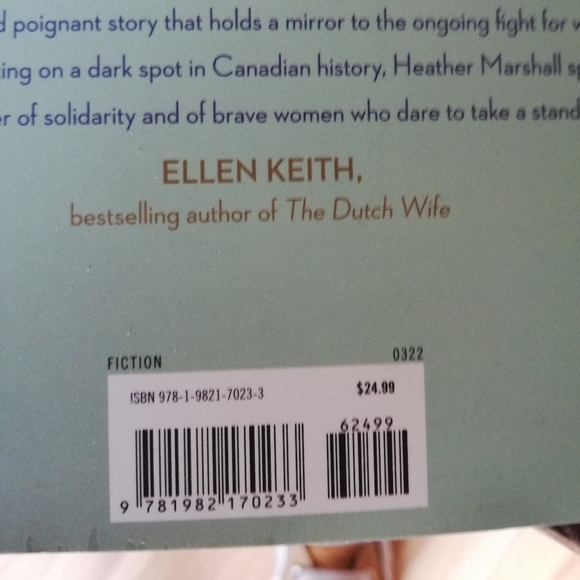 poignant story that holds a mirror to the ongoing fight for
on a dark spot in Canadian history, Heather Marshall
of solidarity and of brave women who dare to take a stand
ELLEN KEITH,
bestselling author of The Dutch Wife
FICTION 0322
ISBN 978-1-9821-7023-3 $24.99
62499
9 781982 170233